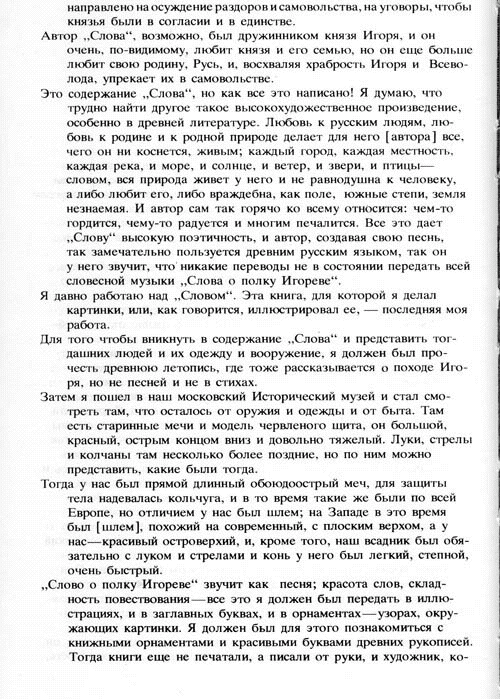 направлено на осуждение раздоров и самовольства, на уговоры, чтобы
князья были в согласии и в единстве.
Автор „Слова“, возможно, был дружинником князя Игоря, и он
очень, по-видимому, любит князя и его семью, но он еще больше
любит свою родину, Русь, и, восхваляя храбрость Игоря и Всево-
лода, упрекает их в самовольстве.
Это содержание „Слова“, но как все это написано! Я думаю, что
трудно найти другое такое высокохудожественное произведение,
особенно в древней литературе. Любовь к русским людям, лю-
бовь к родине и к родной природе делает для него [автора] все,
чего он ни коснется, живым; каждый город, каждая местность,
каждая река, и море, и солнце, и ветер, и звери, и птицы—
словом, вся природа живет у него и не равнодушна к человеку,
а либо любит его, либо враждебна, как поле, южные степи, земля
незнаемая. И автор сам так горячо ко всему относится: чем-то
гордится, чему-то радуется и многим печалится. Все это дает
„Слову“ высокую поэтичность, и автор, создавая свою песнь,
так замечательно пользуется древним русским языком, так он
у него звучит, что никакие переводы не в состоянии передать всей
словесной музыки „Слова о полку Игореве“.
Я давно работаю над „Словом“. Эта книга, для которой я делал
картинки, или, как говорится, иллюстрировал ее, — последняя моя
работа.
Для того чтобы вникнуть в содержание „Слова“ и представить тог-
дашних людей и их одежду и вооружение, я должен был про-
честь древнюю летопись, где тоже рассказывается о походе Иго-
ря, но не песней и не в стихах.
Затем я пошел в наш московский Исторический музей и стал смо-
треть там, что осталось от оружия и одежды и от быта. Там
есть старинные мечи и модель червленого щита, он большой,
красный, острым концом вниз и довольно тяжелый. Луки, стрелы
и колчаны там несколько более поздние, но по ним можно
представить, какие были тогда.
Тогда у нас был прямой длинный обоюдоострый меч, для защиты
тела надевалась кольчуга, и в то время такие же были по всей
Европе, но отличием у нас был шлем; на Западе в это время
был [шлем], похожий на современный, с плоским верхом, а у
нас—красивый островерхий, и, кроме того, наш всадник был обя-
зательно с луком и стрелами и конь у него был легкий, степной,
очень быстрый.
„Слово о полку Игореве“ звучит как песня; красота слов, склад-
ность повествования—все это я должен был передать в иллю-
страциях, и в заглавных буквах, и в орнаментах—узорах, окру-
жающих картинки. Я должен был для этого познакомиться с
книжными орнаментами и красивыми буквами древних рукописей.
Тогда книги еще не печатали, а писали от руки, и художник, ко-